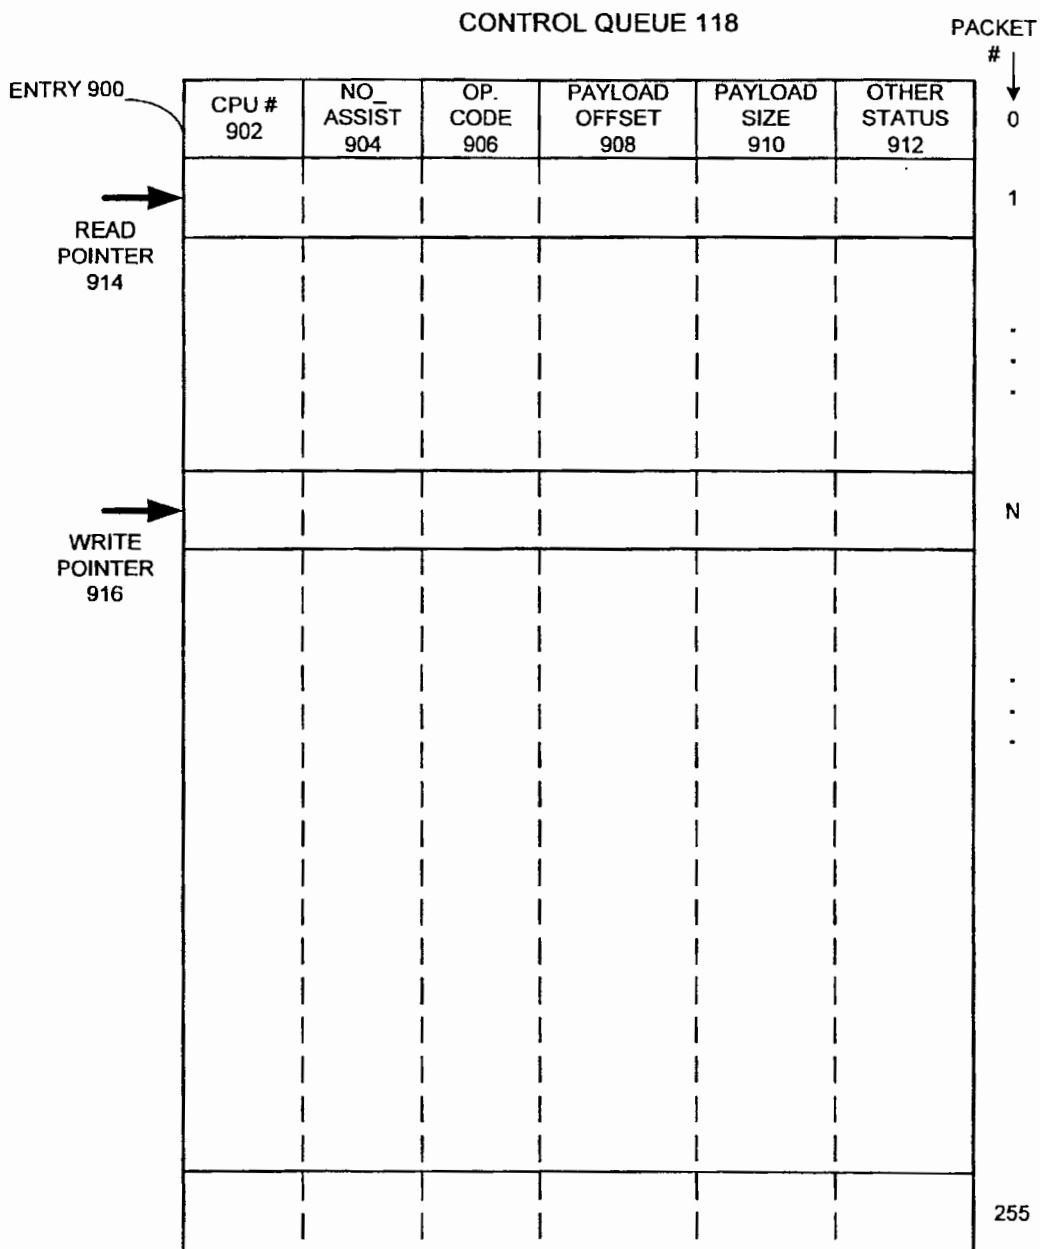 CONTROL QUEUE 118
PACKET
#
ENTRY 900
CPU #
902
NO_
ASSIST
904
OP.
CODE
906
PAYLOAD
OFFSET
908
PAYLOAD
SIZE
910
OTHER
STATUS
912
0
READ
POINTER
914
1
WRITE
POINTER
916
N
255